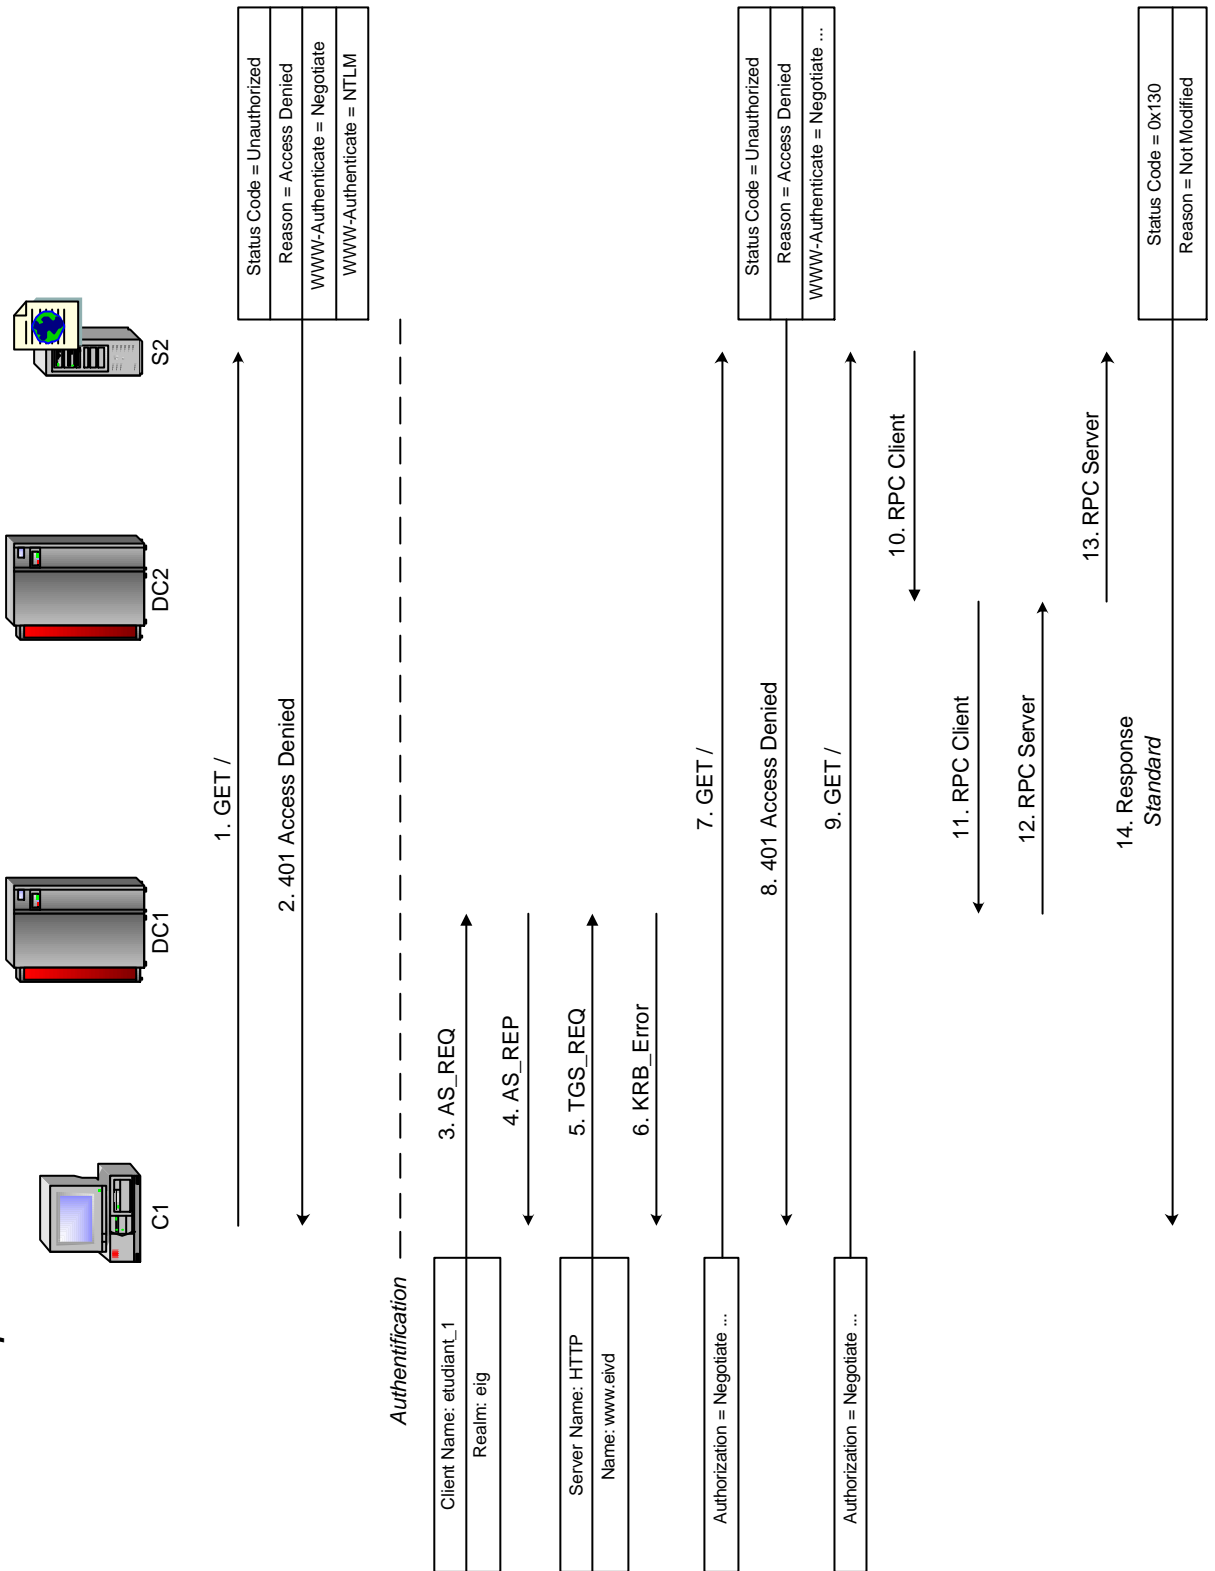 C1
DC1
DC2
S2
1. GET /
2. 401 Access Denied
Status Code = Unauthorized
Reason = Access Denied
WWW-Authenticate = Negotiate
WWW-Authenticate = NTLM
Authentification
Client Name: etudiant_1
Realm: eig
3. AS_REQ
4. AS_REP
Server Name: HTTP
Name: www.eivd
5. TGS_REQ
6. KRB_Error
Authorization = Negotiate ...
7. GET /
8. 401 Access Denied
Status Code = Unauthorized
Reason = Access Denied
WWW-Authenticate = Negotiate ...
Authorization = Negotiate ...
9. GET /
10. RPC Client
11. RPC Client
12. RPC Server
13. RPC Server
14. Response
Standard
Status Code = 0x130
Reason = Not Modified